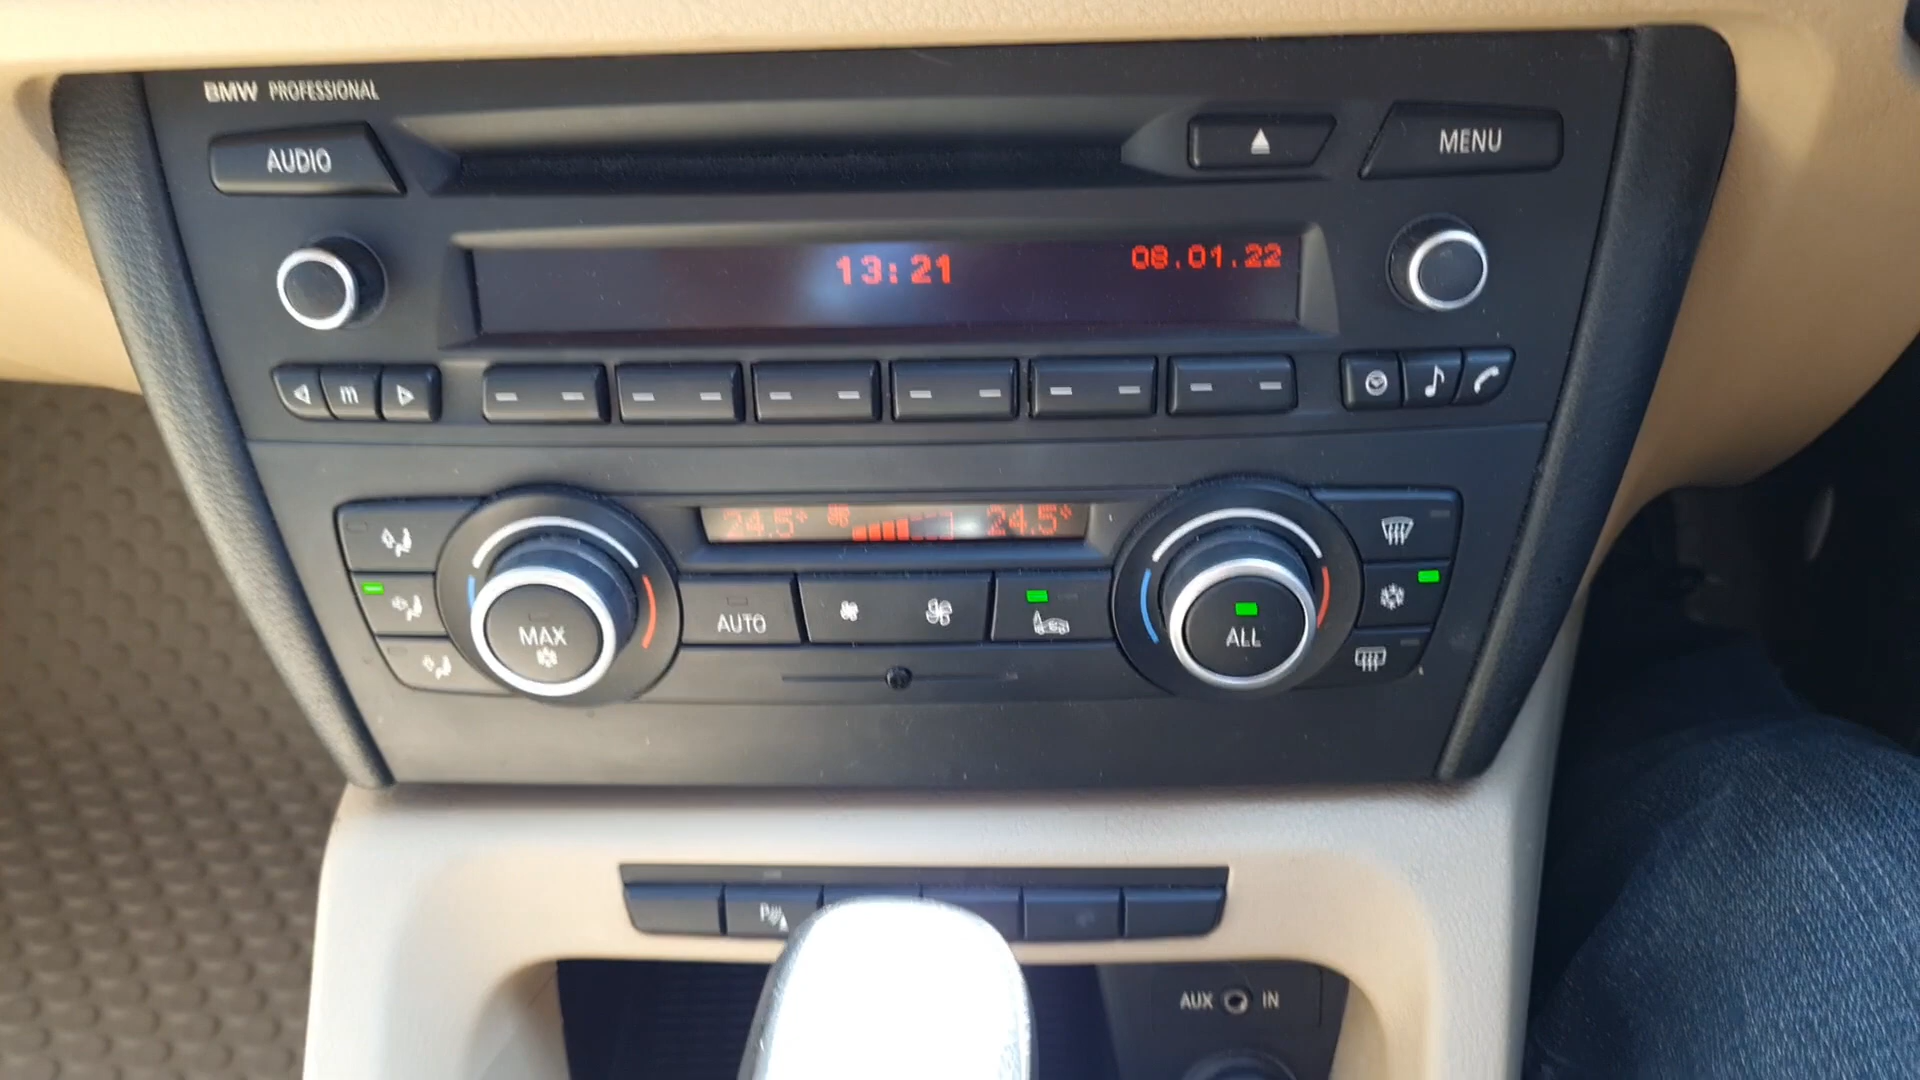 BMW PROFESSIONAL
AUDIO
MENU
13:21
08.01.22
m
24.5°
24.5°
MAX
AUTO
ALL
P
AUX IN